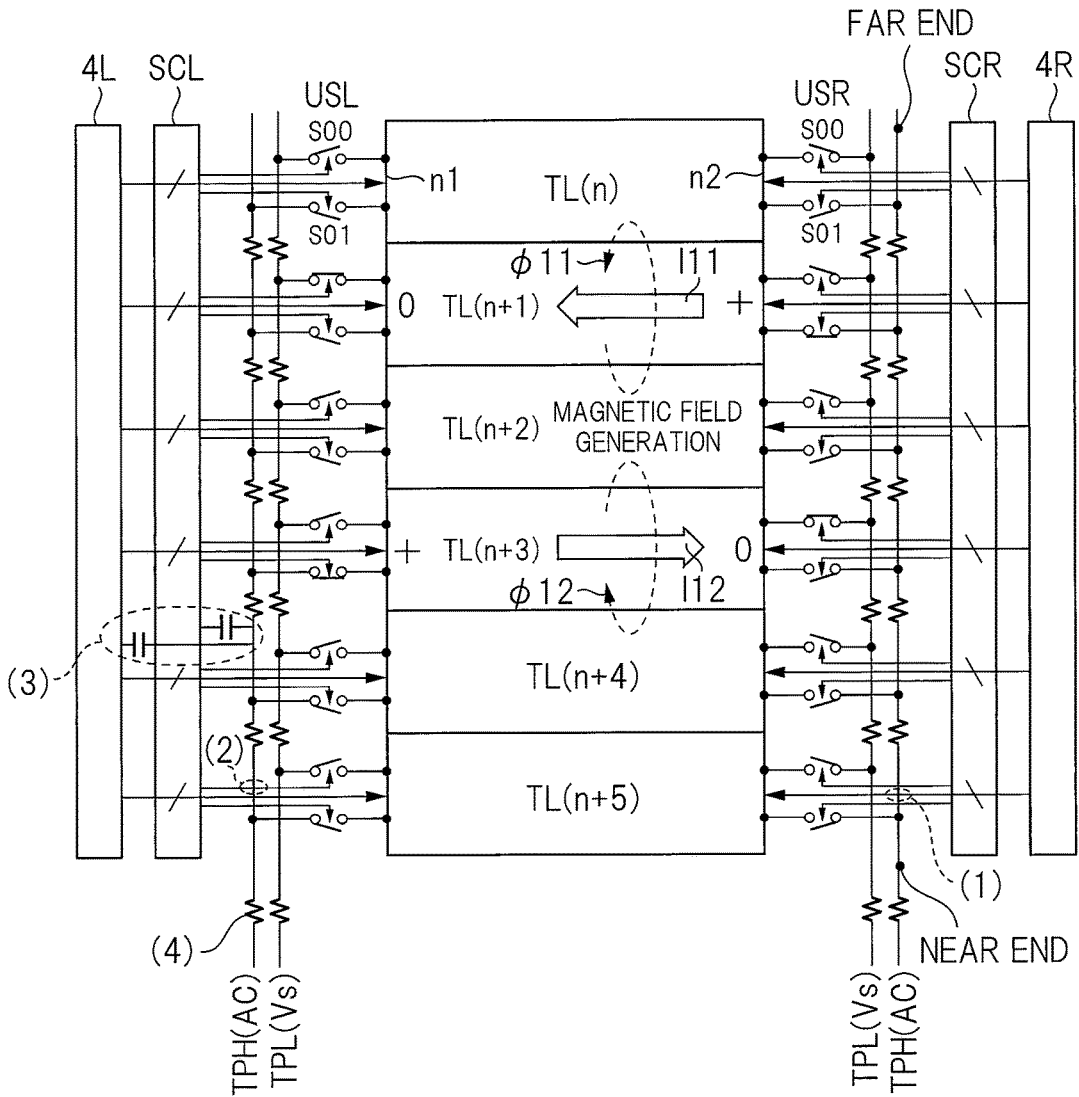 FAR END
4L SCL USL USR SCR 4R
S00 S00
n1 TL(n) n2
S01 S01
ϕ11 I11
0 TL(n+1) +
TL(n+2) MAGNETIC FIELD
GENERATION
+ TL(n+3) 0
ϕ12 I12
(3) TL(n+4)
(2)
TL(n+5)
(1)
(4) NEAR END
TPH(AC)
TPL(Vs)
TPL(Vs)
TPH(AC)